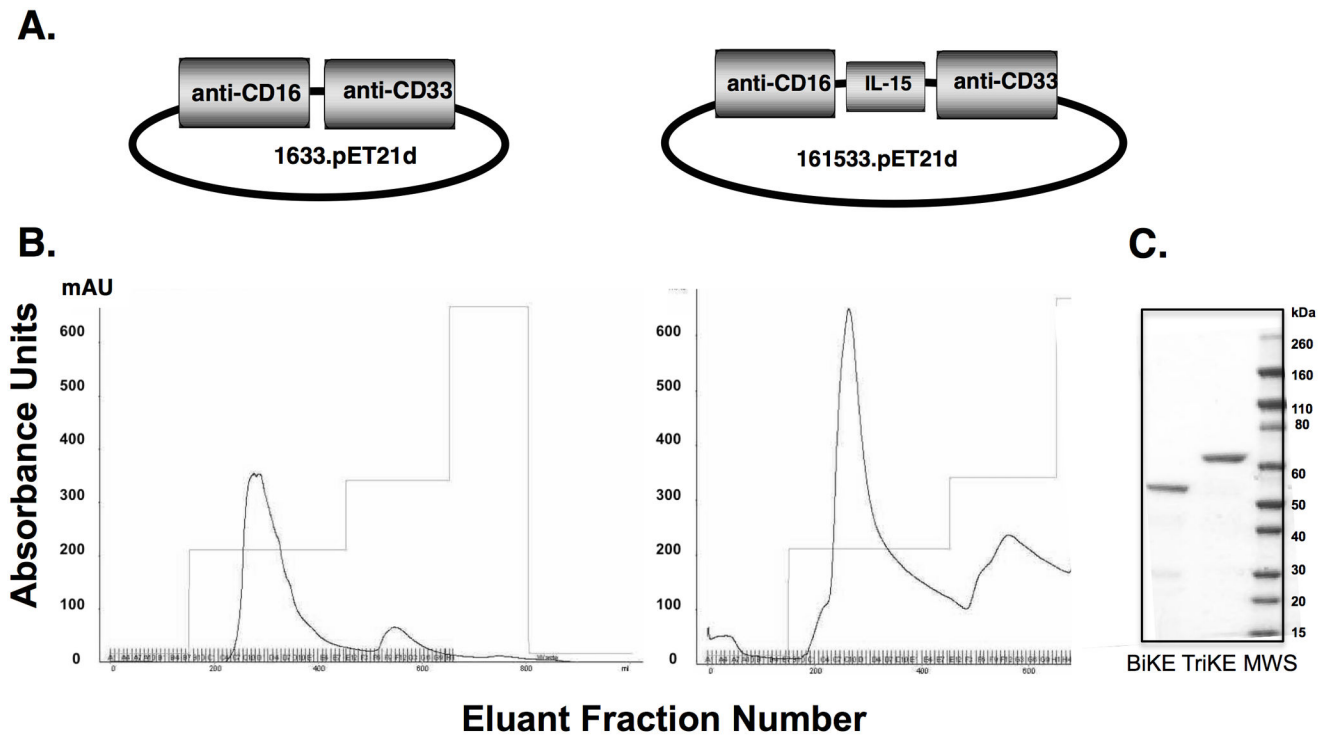 A.
anti-CD16 anti-CD33
1633.pET21d
anti-CD16 IL-15 anti-CD33
161533.pET21d
B.
mAU
Absorbance Units
600
500
400
300
200
100
0
0 200 400 600 800 ml
600
500
400
300
200
100
0
0 200 400 600
Eluant Fraction Number
C.
kDa
260
160
110
80
60
50
40
30
20
15
BiKE TriKE MWS